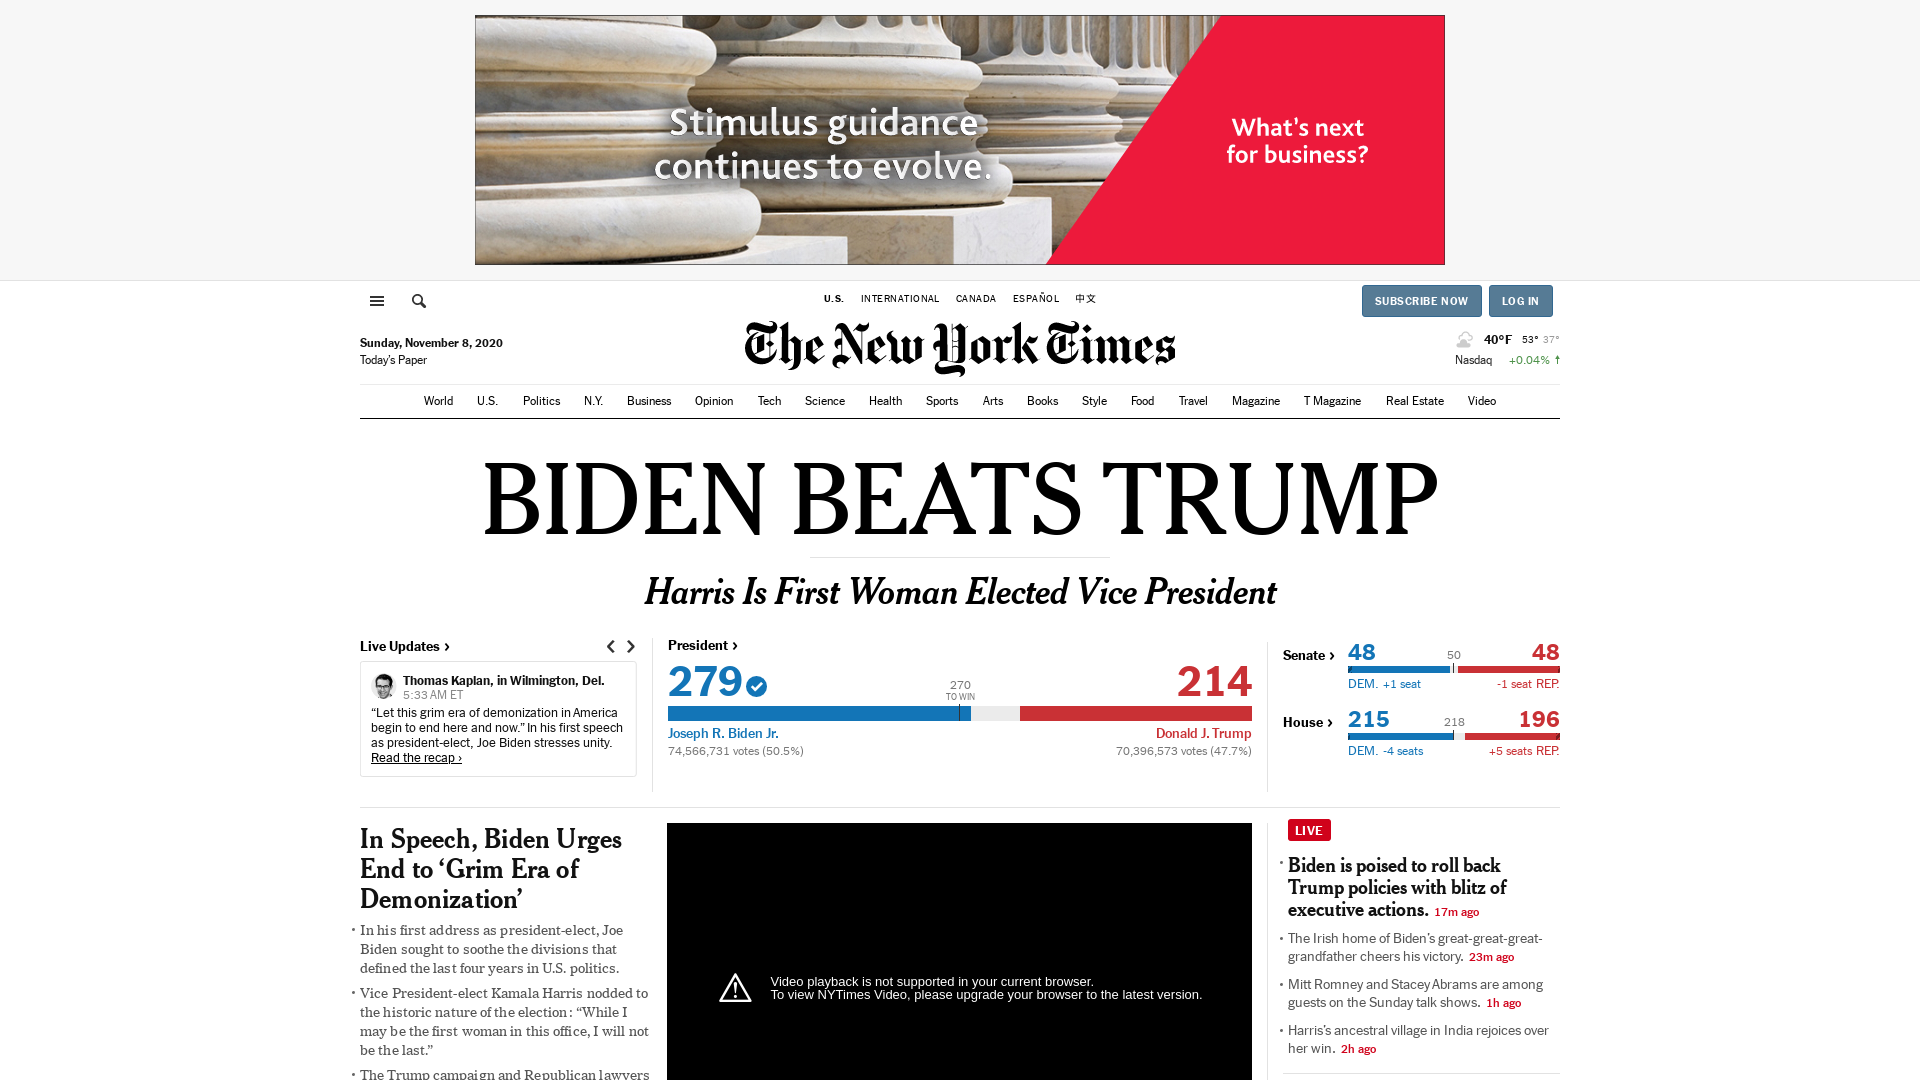 Stimulus guidance
continues to evolve.
What's next
for business?
U.S. INTERNATIONAL CANADA ESPAÑOL 中文
SUBSCRIBE NOW LOG IN
Sunday, November 8, 2020
Today's Paper
The New York Times
40°F 53° 37°
Nasdaq +0.04% ↑
World U.S. Politics N.Y. Business Opinion Tech Science Health Sports Arts Books Style Food Travel Magazine T Magazine Real Estate Video
BIDEN BEATS TRUMP
Harris Is First Woman Elected Vice President
Live Updates ›
Thomas Kaplan, in Wilmington, Del.
5:33 AM ET
“Let this grim era of demonization in America
begin to end here and now.” In his first speech
as president-elect, Joe Biden stresses unity.
Read the recap ›
President ›
279 214
270
TO WIN
Joseph R. Biden Jr. Donald J. Trump
74,566,731 votes (50.5%) 70,396,573 votes (47.7%)
Senate › 48 50 48
DEM. +1 seat -1 seat REP.
House › 215 218 196
DEM. -4 seats +5 seats REP.
In Speech, Biden Urges
End to ‘Grim Era of
Demonization’
• In his first address as president-elect, Joe
Biden sought to soothe the divisions that
defined the last four years in U.S. politics.
• Vice President-elect Kamala Harris nodded to
the historic nature of the election: “While I
may be the first woman in this office, I will not
be the last.”
• The Trump campaign and Republican lawyers
Video playback is not supported in your current browser.
To view NYTimes Video, please upgrade your browser to the latest version.
LIVE
• Biden is poised to roll back
Trump policies with blitz of
executive actions. 17m ago
• The Irish home of Biden’s great-great-great-
grandfather cheers his victory. 23m ago
• Mitt Romney and Stacey Abrams are among
guests on the Sunday talk shows. 1h ago
• Harris’s ancestral village in India rejoices over
her win. 2h ago